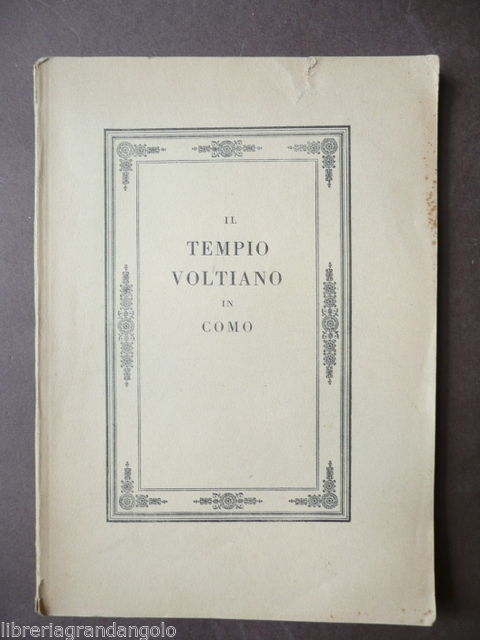 IL
TEMPIO
VOLTIANO
IN
COMO
libreriagrandangolo